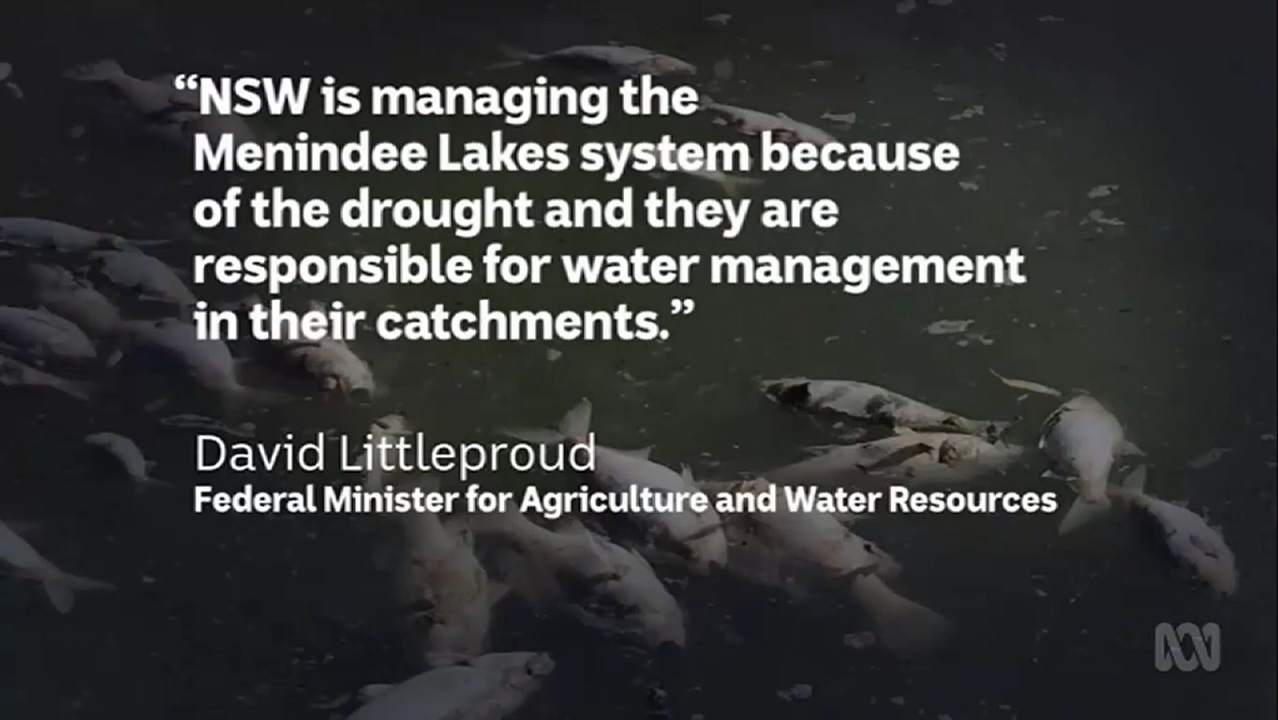 “NSW is managing the
Menindee Lakes system because
of the drought and they are
responsible for water management
in their catchments.”
David Littleproud
Federal Minister for Agriculture and Water Resources